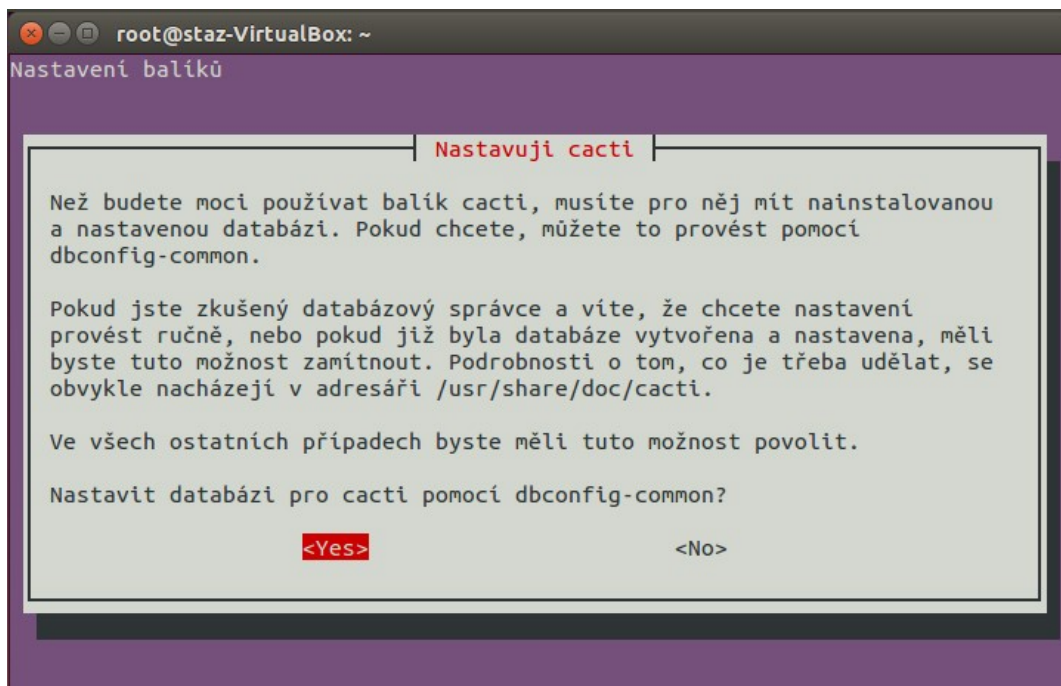 root@staz-VirtualBox: ~
Nastavení balíků
Nastavuji cacti
Než budete moci používat balík cacti, musíte pro něj mít nainstalovanou
a nastavenou databázi. Pokud chcete, můžete to provést pomocí
dbconfig-common.
Pokud jste zkušený databázový správce a víte, že chcete nastavení
provést ručně, nebo pokud již byla databáze vytvořena a nastavena, měli
byste tuto možnost zamítnout. Podrobnosti o tom, co je třeba udělat, se
obvykle nacházejí v adresáři /usr/share/doc/cacti.
Ve všech ostatních případech byste měli tuto možnost povolit.
Nastavit databázi pro cacti pomocí dbconfig-common?
<Yes> <No>